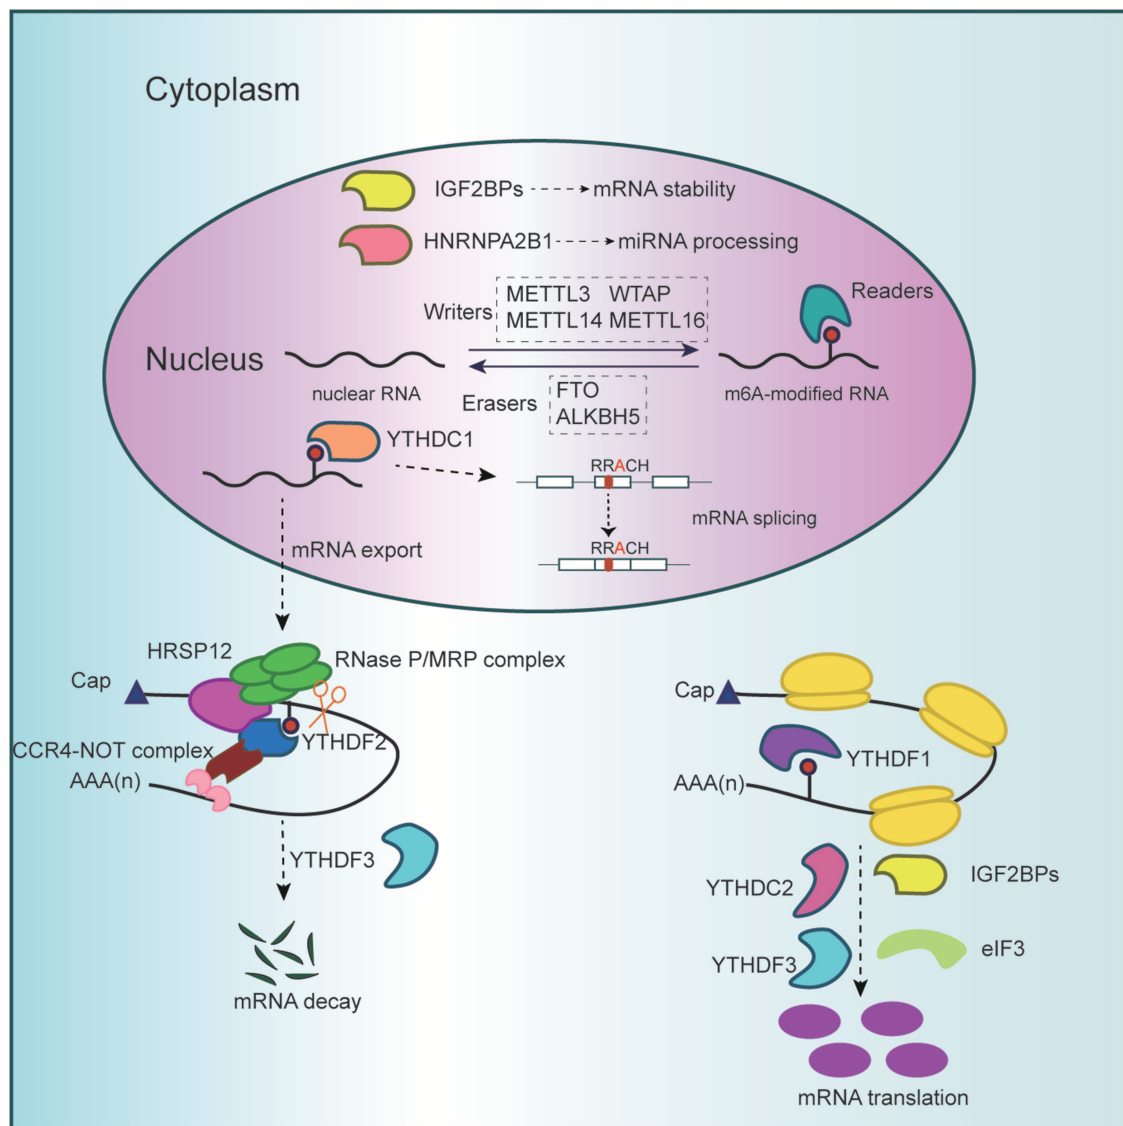 Cytoplasm
IGF2BPs mRNA stability
HNRNPA2B1 miRNA processing
Writers
METTL3 WTAP
METTL14 METTL16
Readers
Nucleus
nuclear RNA
m6A-modified RNA
Erasers
FTO
ALKBH5
YTHDC1
RRACH
mRNA splicing
RRACH
mRNA export
HRSP12
RNase P/MRP complex
Cap
YTHDF2
CCR4-NOT complex
AAA(n)
YTHDF3
mRNA decay
Cap
YTHDF1
AAA(n)
YTHDC2
IGF2BPs
YTHDF3
eIF3
mRNA translation